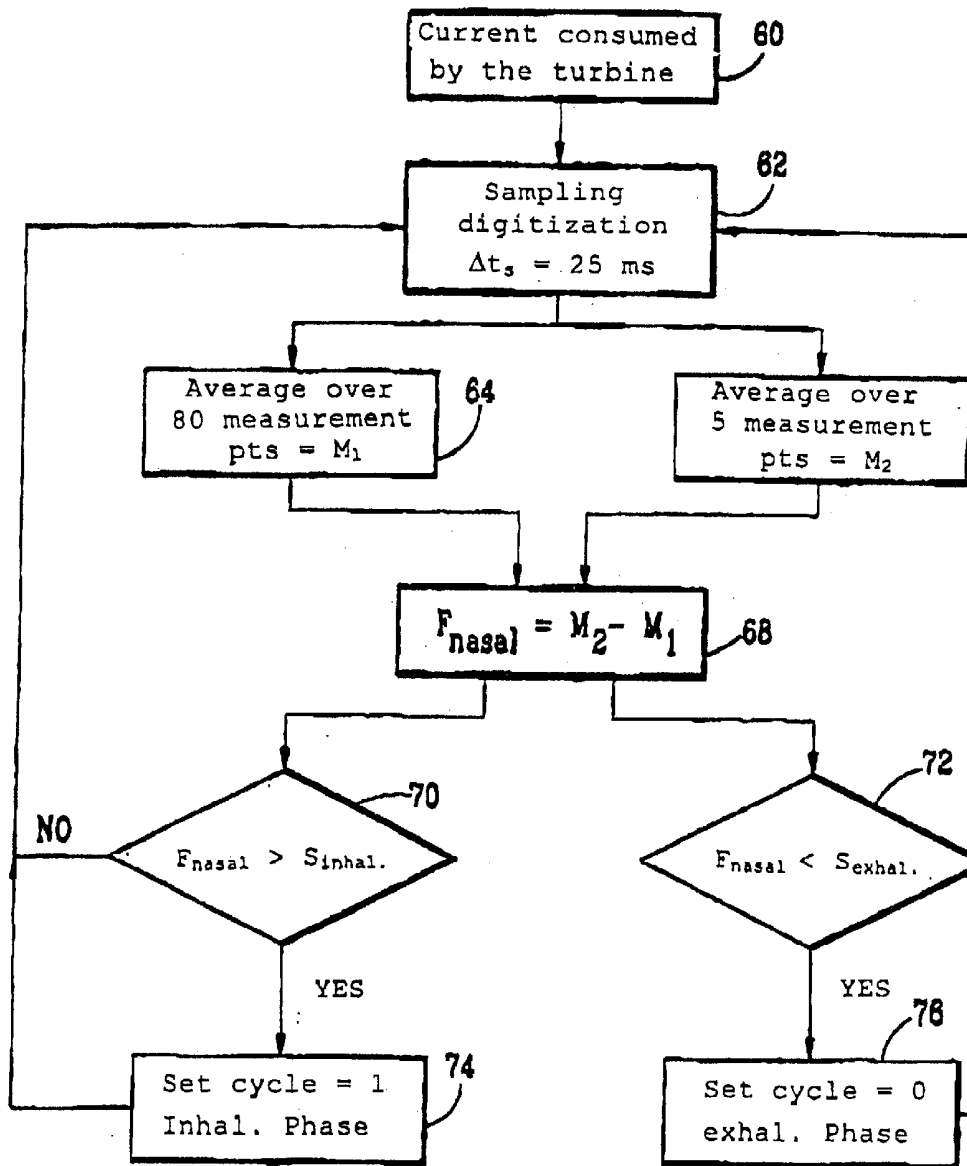 Current consumed
by the turbine
60
Sampling
digitization
Δts = 25 ms
62
Average over
80 measurement
pts = M1
64
Average over
5 measurement
pts = M2
Fnasal = M2- M1
68
70
Fnasal > Sinhal.
NO
YES
72
Fnasal < Sexhal.
YES
Set cycle = 1
Inhal. Phase
74
Set cycle = 0
exhal. Phase
76